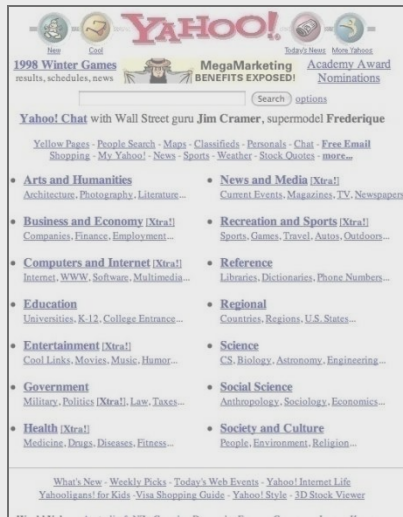 YAHOO!
New Cool Today's News More Yahoos
1998 Winter Games
results, schedules, news
MegaMarketing
BENEFITS EXPOSED!
Academy Award
Nominations
Search options
Yahoo! Chat with Wall Street guru Jim Cramer, supermodel Frederique
Yellow Pages - People Search - Maps - Classifieds - Personals - Chat - Free Email
Shopping - My Yahoo! - News - Sports - Weather - Stock Quotes - more...
Arts and Humanities
Architecture, Photography, Literature...
News and Media [Xtra!]
Current Events, Magazines, TV, Newspapers
Business and Economy [Xtra!]
Companies, Finance, Employment...
Recreation and Sports [Xtra!]
Sports, Games, Travel, Autos, Outdoors...
Computers and Internet [Xtra!]
Internet, WWW, Software, Multimedia...
Reference
Libraries, Dictionaries, Phone Numbers...
Education
Universities, K-12, College Entrance...
Regional
Countries, Regions, U.S. States...
Entertainment [Xtra!]
Cool Links, Movies, Music, Humor...
Science
CS, Biology, Astronomy, Engineering...
Government
Military, Politics [Xtra!], Law, Taxes...
Social Science
Anthropology, Sociology, Economics...
Health [Xtra!]
Medicine, Drugs, Diseases, Fitness...
Society and Culture
People, Environment, Religion...
What's New - Weekly Picks - Today's Web Events - Yahoo! Internet Life
Yahooligans! for Kids -Visa Shopping Guide - Yahoo! Style - 3D Stock Viewer